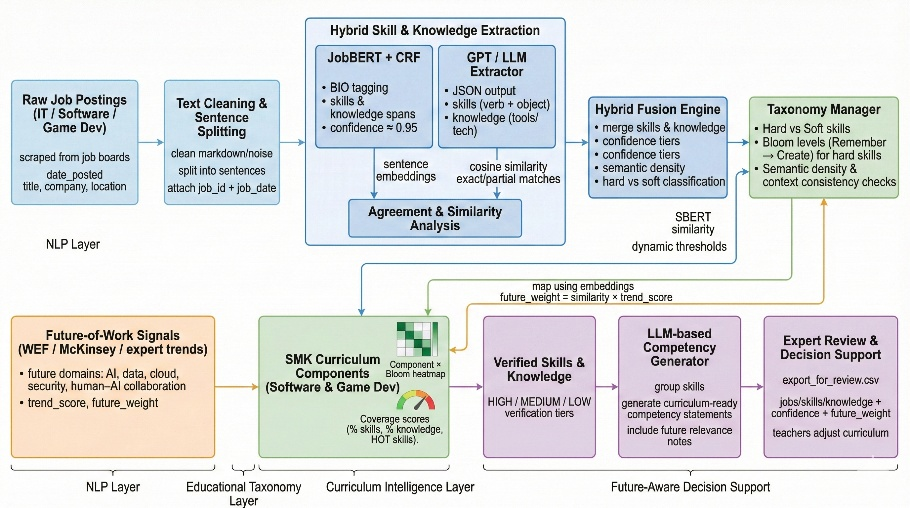 Hybrid Skill & Knowledge Extraction
Raw Job Postings
(IT / Software /
Game Dev)
scraped from job boards
date_posted
title, company, location
Text Cleaning &
Sentence
Splitting
clean markdown/noise
split into sentences
attach job_id + job_date
JobBERT + CRF
• BIO tagging
• skills &
knowledge spans
• confidence ≈ 0.95
GPT / LLM
Extractor
• JSON output
• skills (verb + object)
• knowledge (tools/
tech)
sentence
embeddings
cosine similarity
exact/partial matches
Agreement & Similarity
Analysis
Hybrid Fusion Engine
• merge skills & knowledge
• confidence tiers
• confidence tiers
• semantic density
• hard vs soft classification
Taxonomy Manager
• Hard vs Soft skills
• Bloom levels (Remember
→ Create) for hard skills
• Semantic density &
context consistency checks
NLP Layer
SBERT
similarity
dynamic thresholds
map using embeddings
future_weight = similarity × trend_score
Future-of-Work Signals
(WEF / McKinsey / expert trends)
• future domains: AI, data, cloud,
security, human–AI collaboration
• trend_score, future_weight
SMK Curriculum
Components
(Software & Game Dev)
Component ×
Bloom heatmap
Coverage scores
(% skills, % knowledge,
HOT skills).
Verified Skills &
Knowledge
HIGH / MEDIUM / LOW
verification tiers
LLM-based
Competency
Generator
group skills
generate curriculum-ready
competency statements
include future relevance
notes
Expert Review &
Decision Support
export_for_review.csv
jobs/skills/knowledge +
confidence + future_weight
teachers adjust curriculum
NLP Layer
Educational Taxonomy
Layer
Curriculum Intelligence Layer
Future-Aware Decision Support